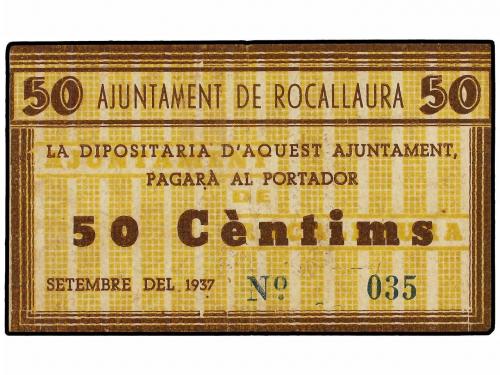 50 AJUNTAMENT DE ROCALLAURA 50
LA DIPOSITARIA D'AQUEST AJUNTAMENT,
PAGARÀ AL PORTADOR
DE
50 Cèntims
SETEMBRE DEL 1937 Nº 035